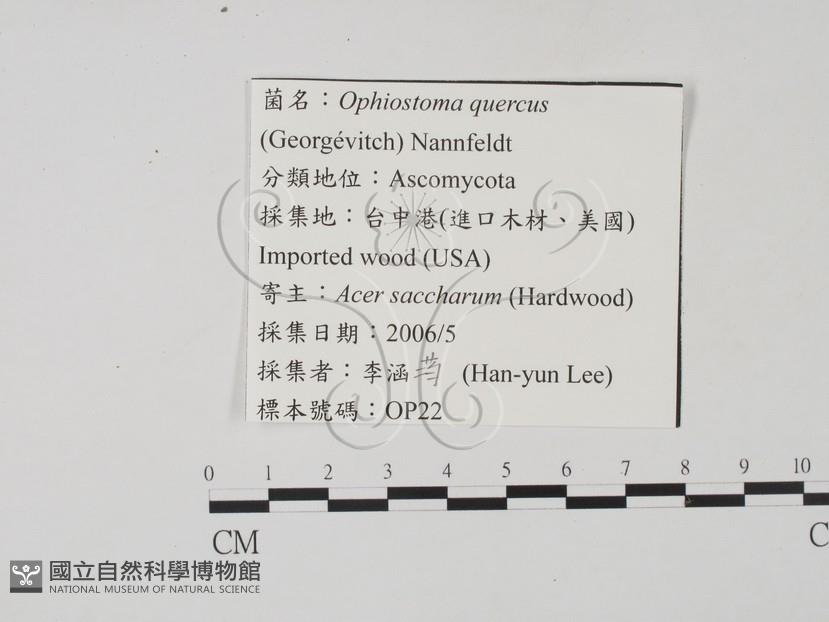 菌名：Ophiostoma quercus
(Georgévitch) Nannfeldt
分類地位：Ascomycota
採集地：台中港(進口木材、美國)
Imported wood (USA)
寄主：Acer saccharum (Hardwood)
採集日期：2006/5
採集者：李涵 (Han-yun Lee)
標本號碼：OP22
0 1 2 3 4 5 6 7 8 9 10
CM C
國立自然科學博物館
NATIONAL MUSEUM OF NATURAL SCIENCE